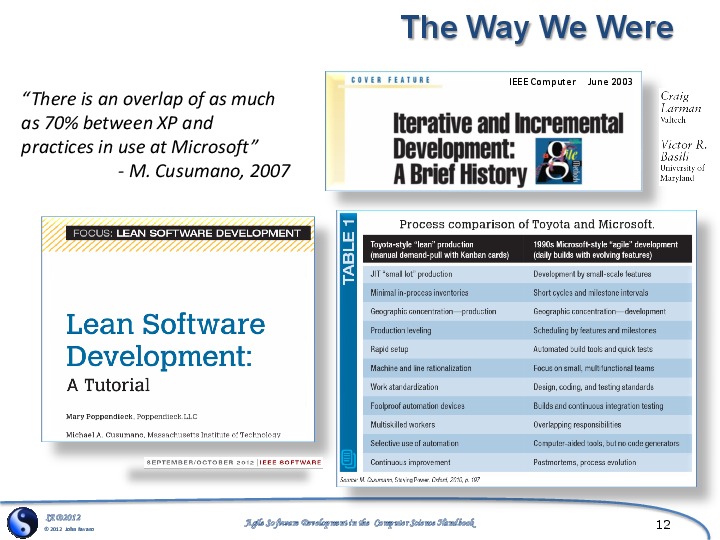 The Way We Were
“There is an overlap of as much
as 70% between XP and
practices in use at Microsoft”
- M. Cusumano, 2007
COVER FEATURE
IEEE Computer June 2003
Iterative and Incremental
Development:
A Brief History
agile
Methods
Craig
Larman
Valtech
Victor R.
Basili
University of
Maryland
FOCUS: LEAN SOFTWARE DEVELOPMENT
Lean Software
Development:
A Tutorial
Mary Poppendieck, Poppendieck.LLC
Michael A. Cusumano, Massachusetts Institute of Technology
SEPTEMBER/OCTOBER 2012 | IEEE SOFTWARE
TABLE 1
Process comparison of Toyota and Microsoft.
Toyota-style “lean” production 1990s Microsoft-style “agile” development
(manual demand-pull with Kanban cards) (daily builds with evolving features)
JIT “small lot” production Development by small-scale features
Minimal in-process inventories Short cycles and milestone intervals
Geographic concentration—production Geographic concentration—development
Production leveling Scheduling by features and milestones
Rapid setup Automated build tools and quick tests
Machine and line rationalization Focus on small, multifunctional teams
Work standardization Design, coding, and testing standards
Foolproof automation devices Builds and continuous integration testing
Multiskilled workers Overlapping responsibilities
Selective use of automation Computer-aided tools, but no code generators
Continuous improvement Postmortems, process evolution
Source: M. Cusumano, Staying Power, Oxford, 2010, p. 197.
© 2012 John Favaro
Agile Software Development in the Computer Science Handbook
12